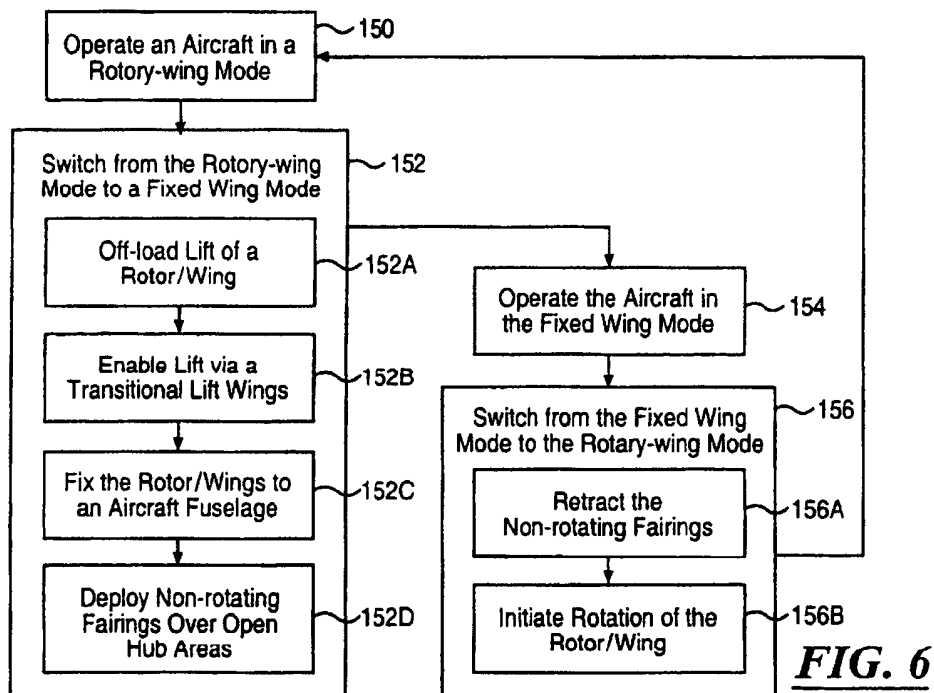 150
Operate an Aircraft in a
Rotory-wing Mode
Switch from the Rotory-wing
Mode to a Fixed Wing Mode
152
Off-load Lift of a
Rotor/Wing
152A
Enable Lift via a
Transitional Lift Wings
152B
Fix the Rotor/Wings to
an Aircraft Fuselage
152C
Deploy Non-rotating
Fairings Over Open
Hub Areas
152D
Operate the Aircraft in
the Fixed Wing Mode
154
Switch from the Fixed Wing
Mode to the Rotary-wing Mode
156
Retract the
Non-rotating Fairings
156A
Initiate Rotation of the
Rotor/Wing
156B
FIG. 6